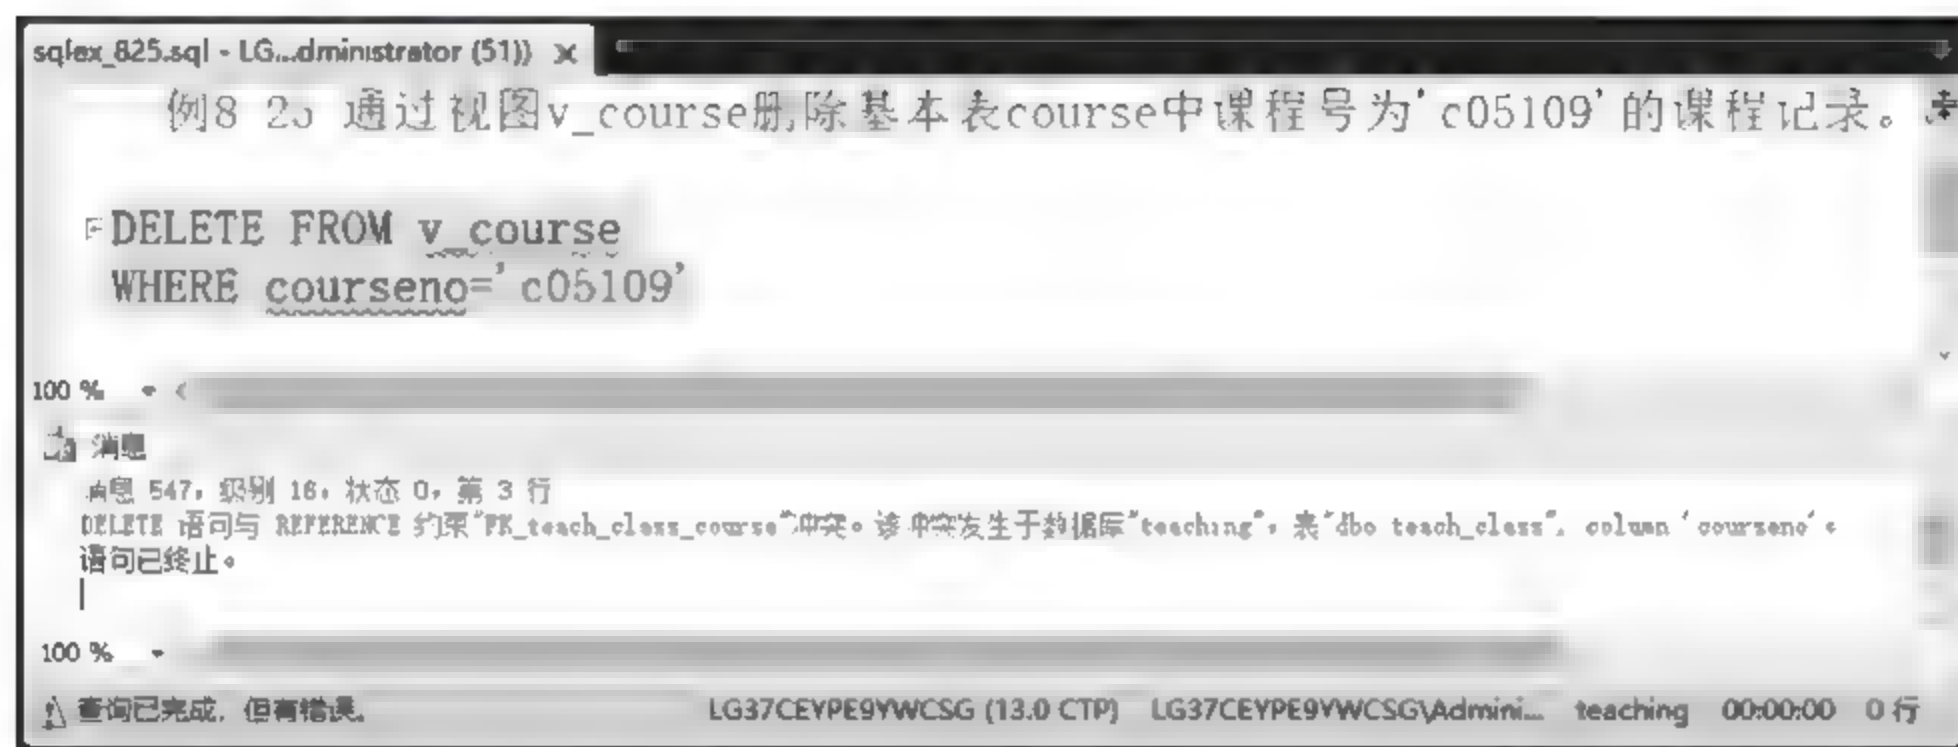 sqlex_825.sql - LG...dministrator (51))
例8 25 通过视图v_course删除基本表course中课程号为'c05109'的课程记录。
DELETE FROM v_course
WHERE courseno='c05109'
100 %
消息
消息 547，级别 16，状态 0，第 3 行
DELETE 语句与 REFERENCE 约束"FK_teach_class_course"冲突。该冲突发生于数据库"teaching"，表"dbo teach_class", column 'courseno'。
语句已终止。
100 %
查询已完成，但有错误。 LG37CEYPE9YWCSG (13.0 CTP) LG37CEYPE9YWCSG\Admini... teaching 00:00:00 0 行